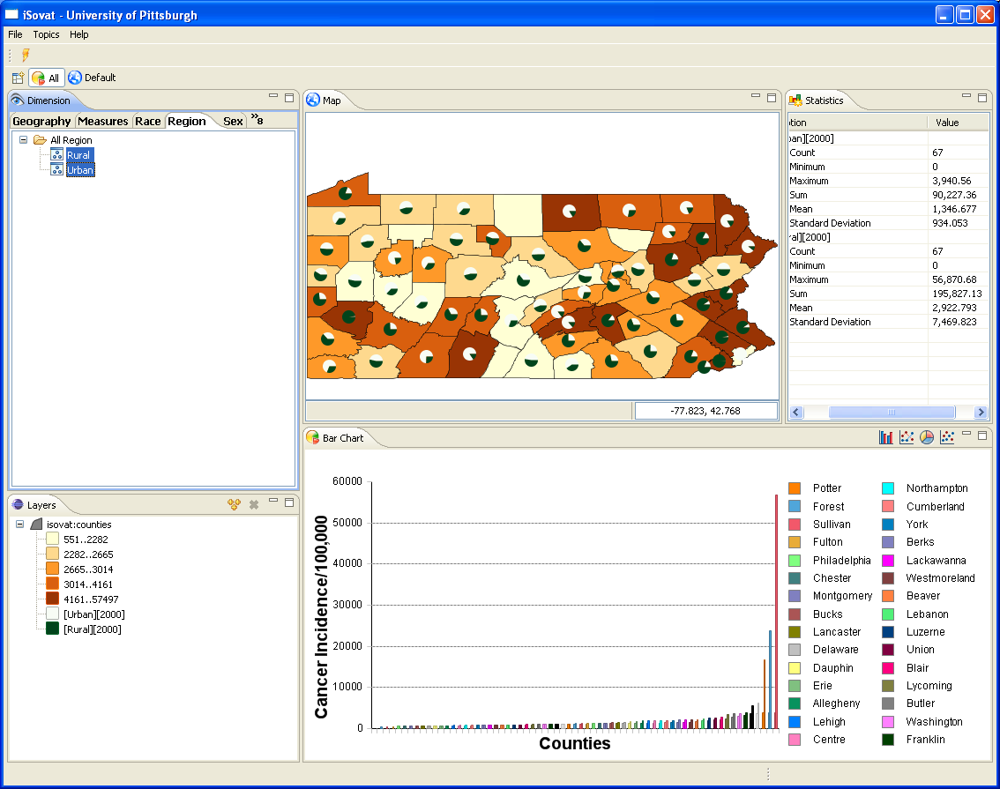 iSovat - University of Pittsburgh
File Topics Help
All Default
Dimension
Geography Measures Race Region Sex »8
All Region
Rural
Urban
Layers
isovat:counties
551..2282
2282..2665
2665..3014
3014..4161
4161..57497
[Urban][2000]
[Rural][2000]
Map
-77.823, 42.768
Statistics
Value
Count 67
Minimum 0
Maximum 3,940.56
Sum 90,227.36
Mean 1,346.677
Standard Deviation 934.053
Count 67
Minimum 0
Maximum 56,870.68
Sum 195,827.13
Mean 2,922.793
Standard Deviation 7,469.823
Bar Chart
Cancer Incidence/100,000
60000
50000
40000
30000
20000
10000
0
Counties
Potter Northampton
Forest Cumberland
Sullivan York
Fulton Berks
Philadelphia Lackawanna
Chester Westmoreland
Montgomery Beaver
Bucks Lebanon
Lancaster Luzerne
Delaware Union
Dauphin Blair
Erie Lycoming
Allegheny Butler
Lehigh Washington
Centre Franklin